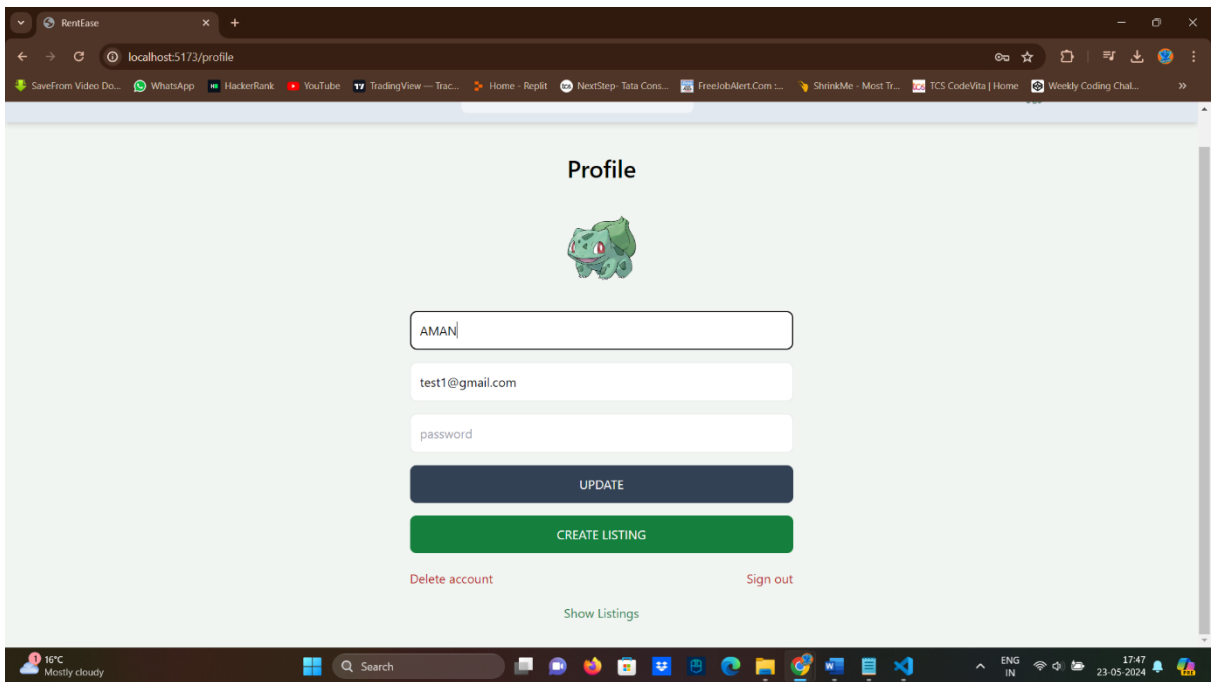 RentEase
localhost:5173/profile
SaveFrom Video Do... WhatsApp HackerRank YouTube TradingView — Trac... Home - Replit NextStep- Tata Cons... FreeJobAlert.Com :... ShrinkMe - Most Tr... TCS CodeVita | Home Weekly Coding Chal...
Profile
AMAN
test1@gmail.com
password
UPDATE
CREATE LISTING
Delete account Sign out
Show Listings
1 16°C
Mostly cloudy
Search
ENG
IN
17:47
23-05-2024